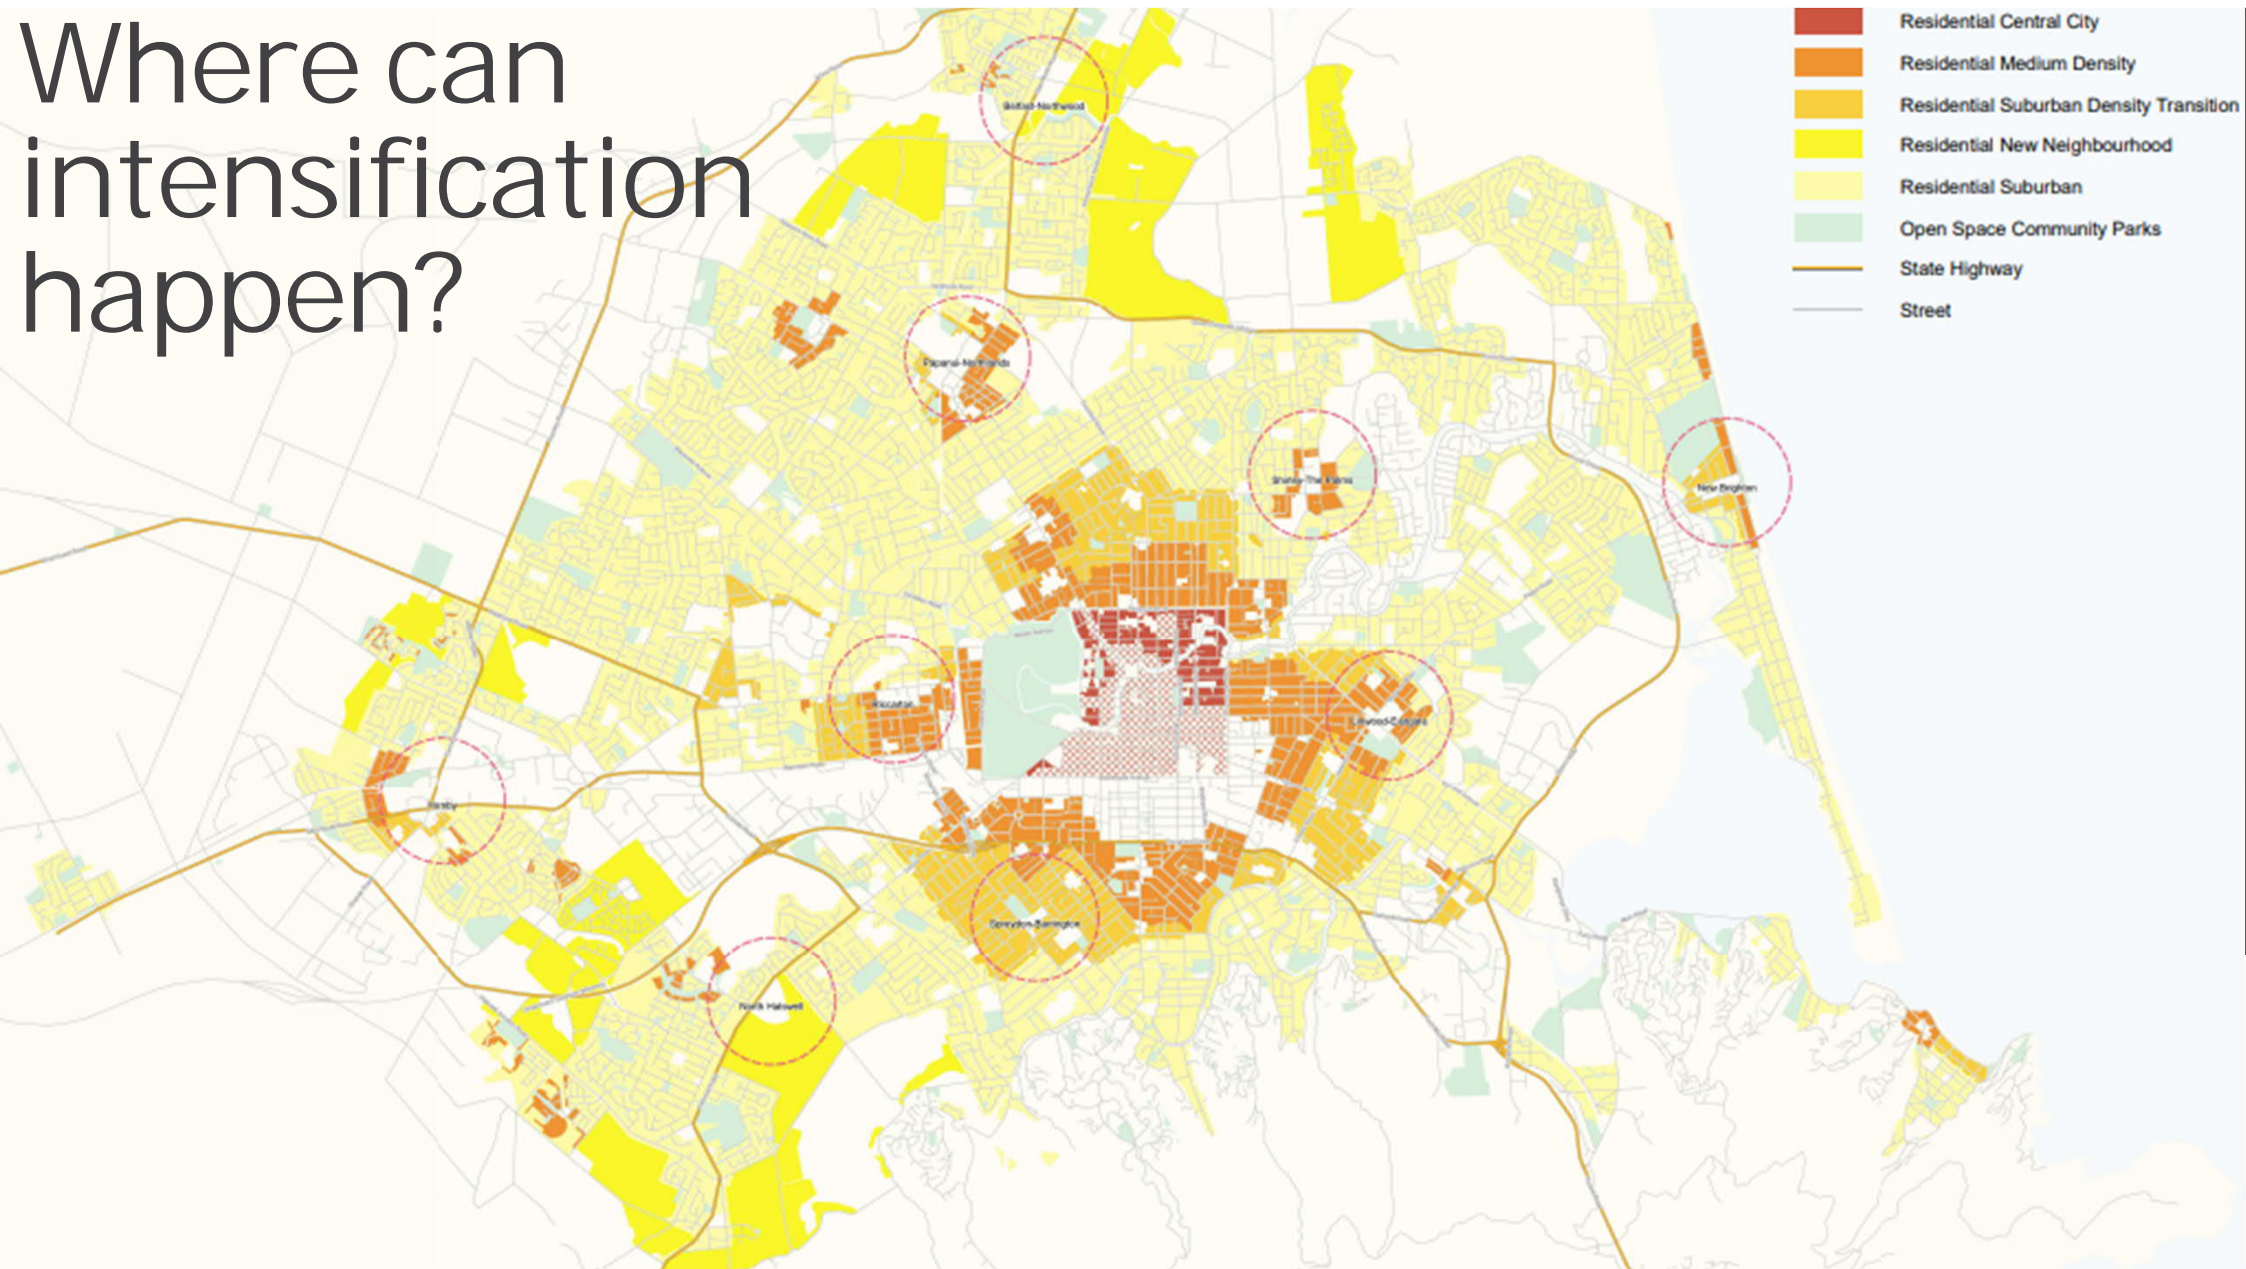 Where can
intensification
happen?
Residential Central City
Residential Medium Density
Residential Suburban Density Transition
Residential New Neighbourhood
Residential Suburban
Open Space Community Parks
State Highway
Street
Belfast-Northwood
Papanui-Northlands
Shirley-The Palms
New Brighton
Riccarton
Linwood-Eastgate
Hornby
Spreydon-Barrington
North Halswell